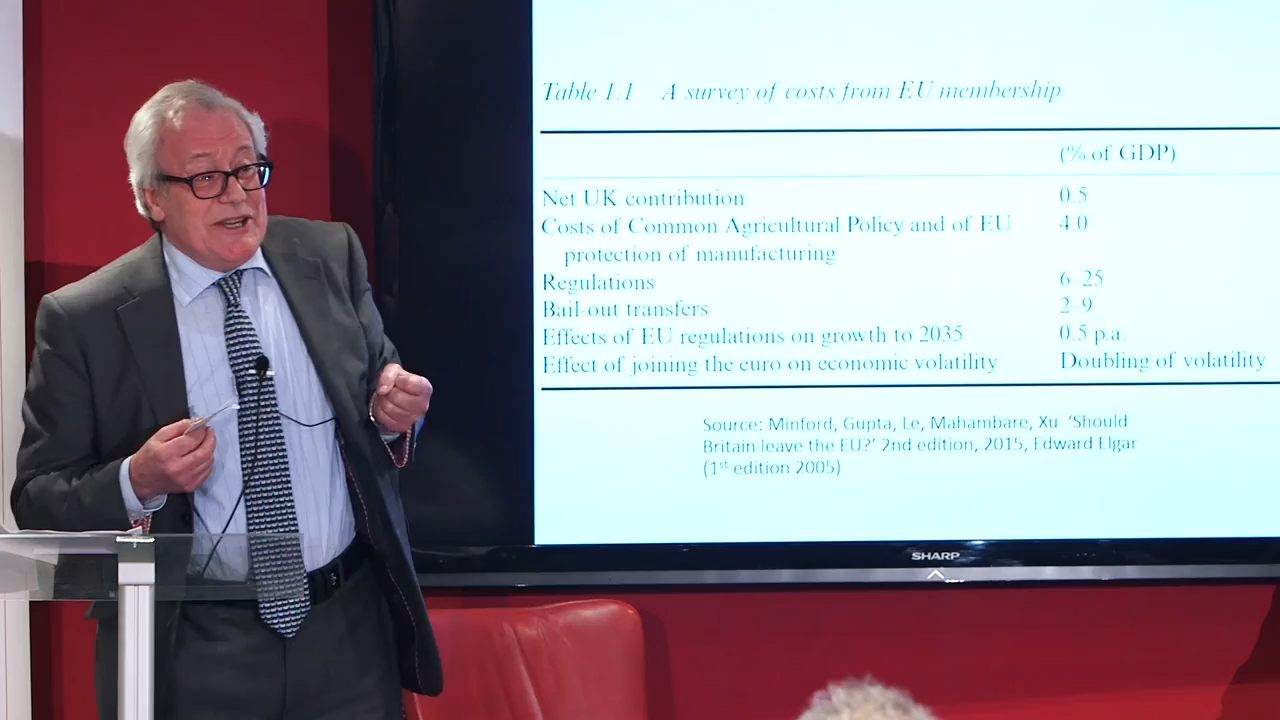 Table 1.1 A survey of costs from EU membership
(% of GDP)
Net UK contribution 0.5
Costs of Common Agricultural Policy and of EU 4.0
protection of manufacturing
Regulations 6–25
Bail-out transfers 2–9
Effects of EU regulations on growth to 2035 0.5 p.a.
Effect of joining the euro on economic volatility Doubling of volatility
Source: Minford, Gupta, Le, Mahambare, Xu 'Should
Britain leave the EU?' 2nd edition, 2015, Edward Elgar
(1st edition 2005)
SHARP